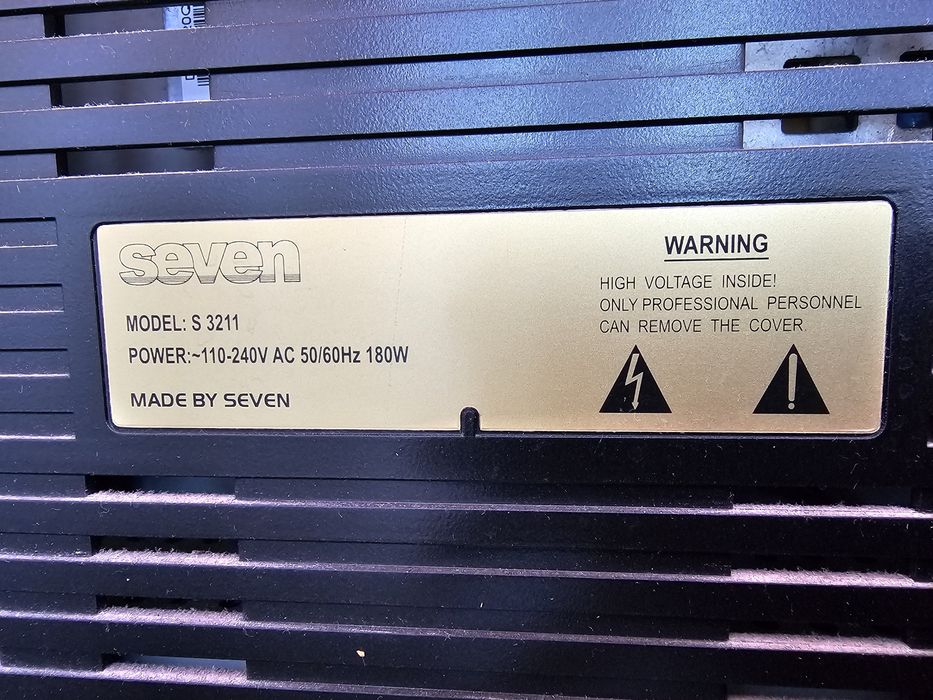 seven
MODEL: S 3211
POWER:~110-240V AC 50/60Hz 180W
MADE BY SEVEN
WARNING
HIGH VOLTAGE INSIDE!
ONLY PROFESSIONAL PERSONNEL
CAN REMOVE THE COVER